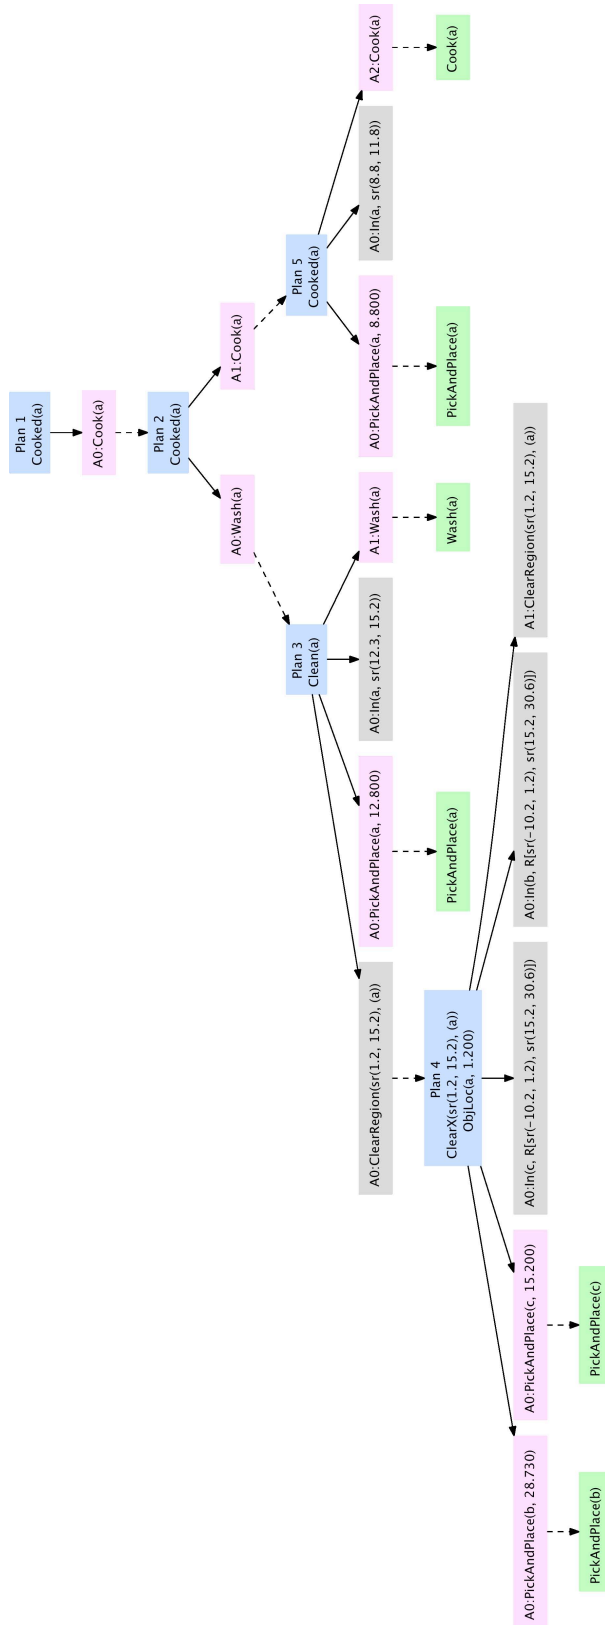 Plan 1
Cooked(a)
A0:Cook(a)
Plan 2
Cooked(a)
A0:Wash(a)
A1:Cook(a)
Plan 3
Clean(a)
Plan 5
Cooked(a)
A0:ClearRegion(sr(1.2, 15.2), (a))
A0:PickAndPlace(a, 12.800)
A0:In(a, sr(12.3, 15.2))
A1:Wash(a)
A0:PickAndPlace(a, 8.800)
A0:In(a, sr(8.8, 11.8))
A2:Cook(a)
Plan 4
ClearX(sr(1.2, 15.2), (a))
ObjLoc(a, 1.200)
PickAndPlace(a)
Wash(a)
PickAndPlace(a)
Cook(a)
A0:PickAndPlace(b, 28.730)
A0:PickAndPlace(c, 15.200)
A0:In(c, R[sr(−10.2, 1.2), sr(15.2, 30.6)])
A0:In(b, R[sr(−10.2, 1.2), sr(15.2, 30.6)])
A1:ClearRegion(sr(1.2, 15.2), (a))
PickAndPlace(b)
PickAndPlace(c)